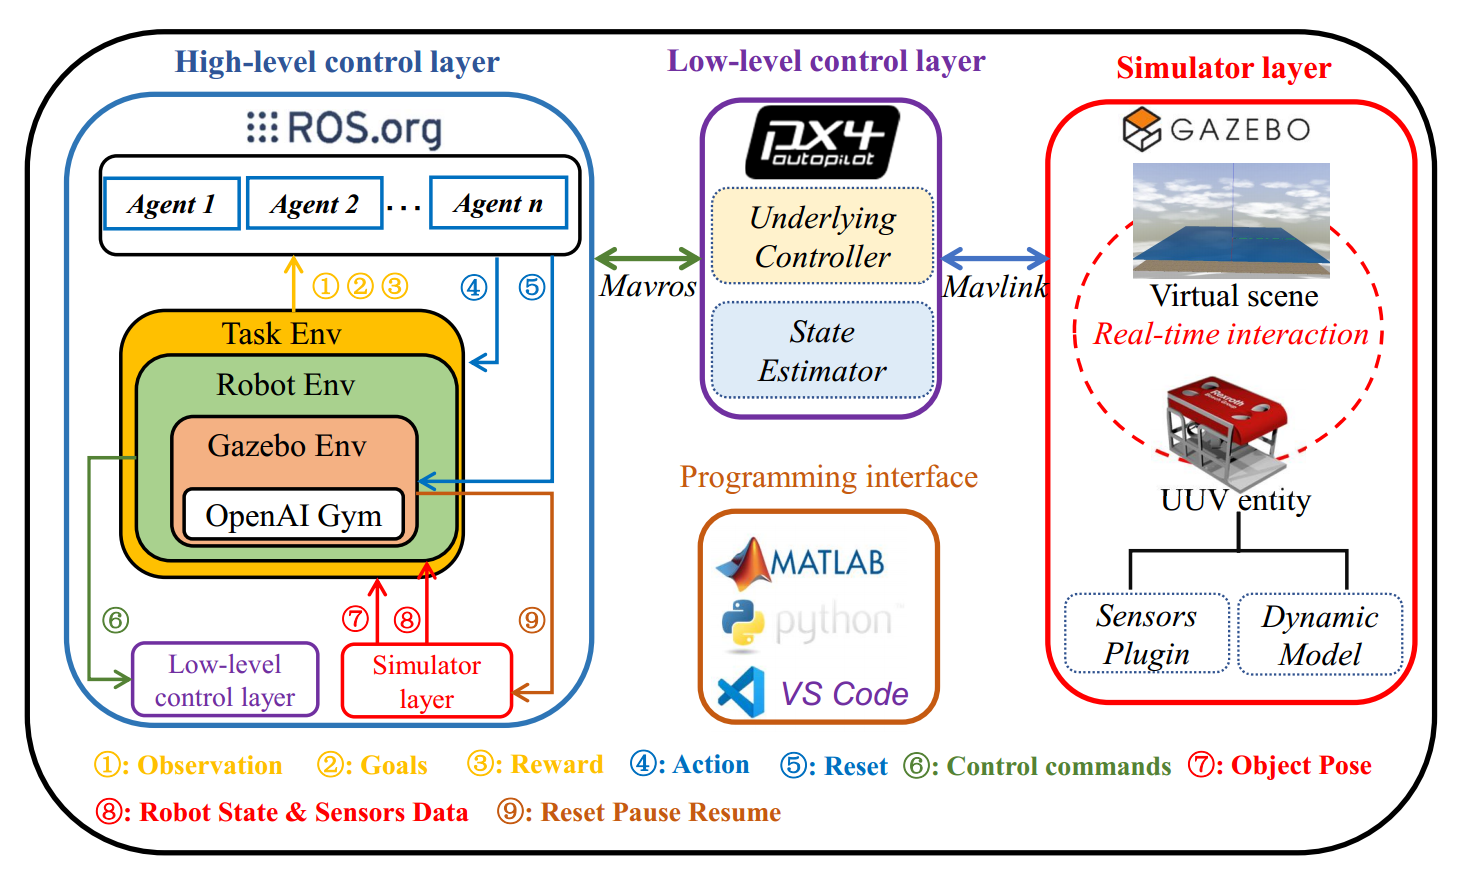 High-level control layer
Low-level control layer
Simulator layer
ROS.org
Agent 1
Agent 2
...
Agent n
① ② ③
④
⑤
Task Env
Robot Env
Gazebo Env
OpenAI Gym
⑥
⑦
⑧
⑨
Low-level
control layer
Simulator
layer
Mavros
px4
autopilot
Underlying
Controller
State
Estimator
Mavlink
Programming interface
MATLAB
python™
VS Code
GAZEBO
Virtual scene
Real-time interaction
Rexroth
UUV entity
Sensors
Plugin
Dynamic
Model
①: Observation ②: Goals ③: Reward ④: Action ⑤: Reset ⑥: Control commands ⑦: Object Pose
⑧: Robot State & Sensors Data ⑨: Reset Pause Resume